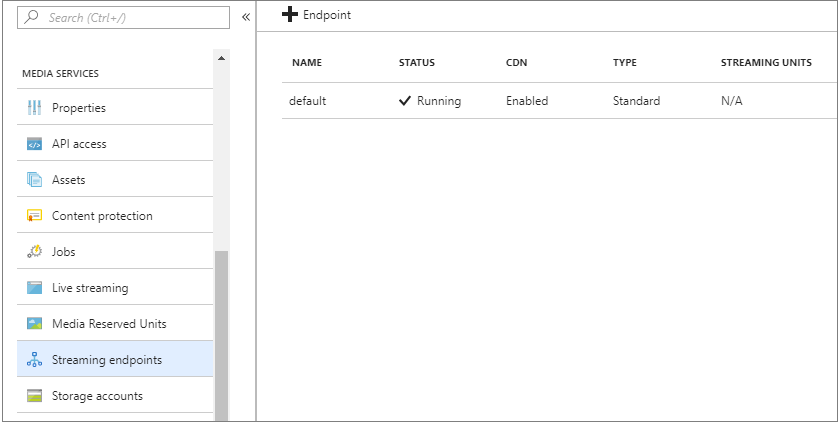 Search (Ctrl+/)
«
MEDIA SERVICES
Properties
API access
Assets
Content protection
Jobs
Live streaming
Media Reserved Units
Streaming endpoints
Storage accounts
Endpoint
NAME STATUS CDN TYPE STREAMING UNITS
default Running Enabled Standard N/A